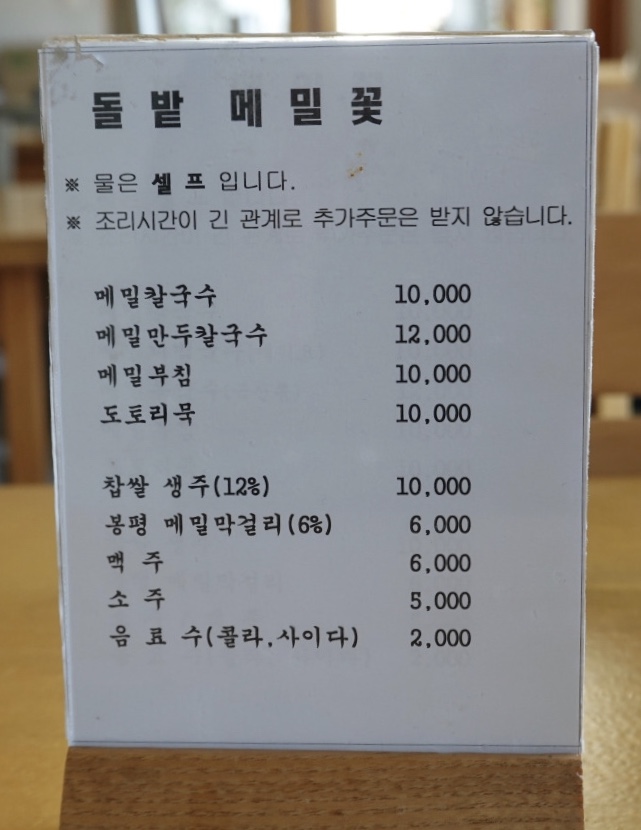 돌밭 메밀꽃
※ 물은 셀프 입니다.
※ 조리시간이 긴 관계로 추가주문은 받지 않습니다.
메밀칼국수 10,000
메밀만두칼국수 12,000
메밀부침 10,000
도토리묵 10,000
찹쌀 생주(12%) 10,000
봉평 메밀막걸리(6%) 6,000
맥 주 6,000
소 주 5,000
음 료 수(콜라,사이다) 2,000